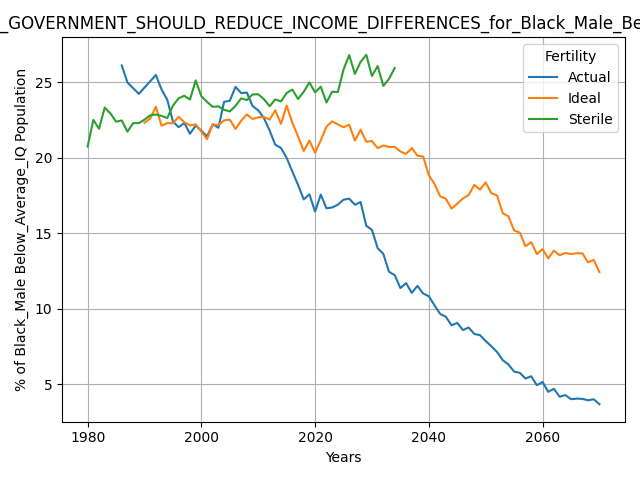 _GOVERNMENT_SHOULD_REDUCE_INCOME_DIFFERENCES_for_Black_Male_Be
% of Black_Male Below_Average_IQ Population
25
20
15
10
5
Fertility
Actual
Ideal
Sterile
1980 2000 2020 2040 2060
Years